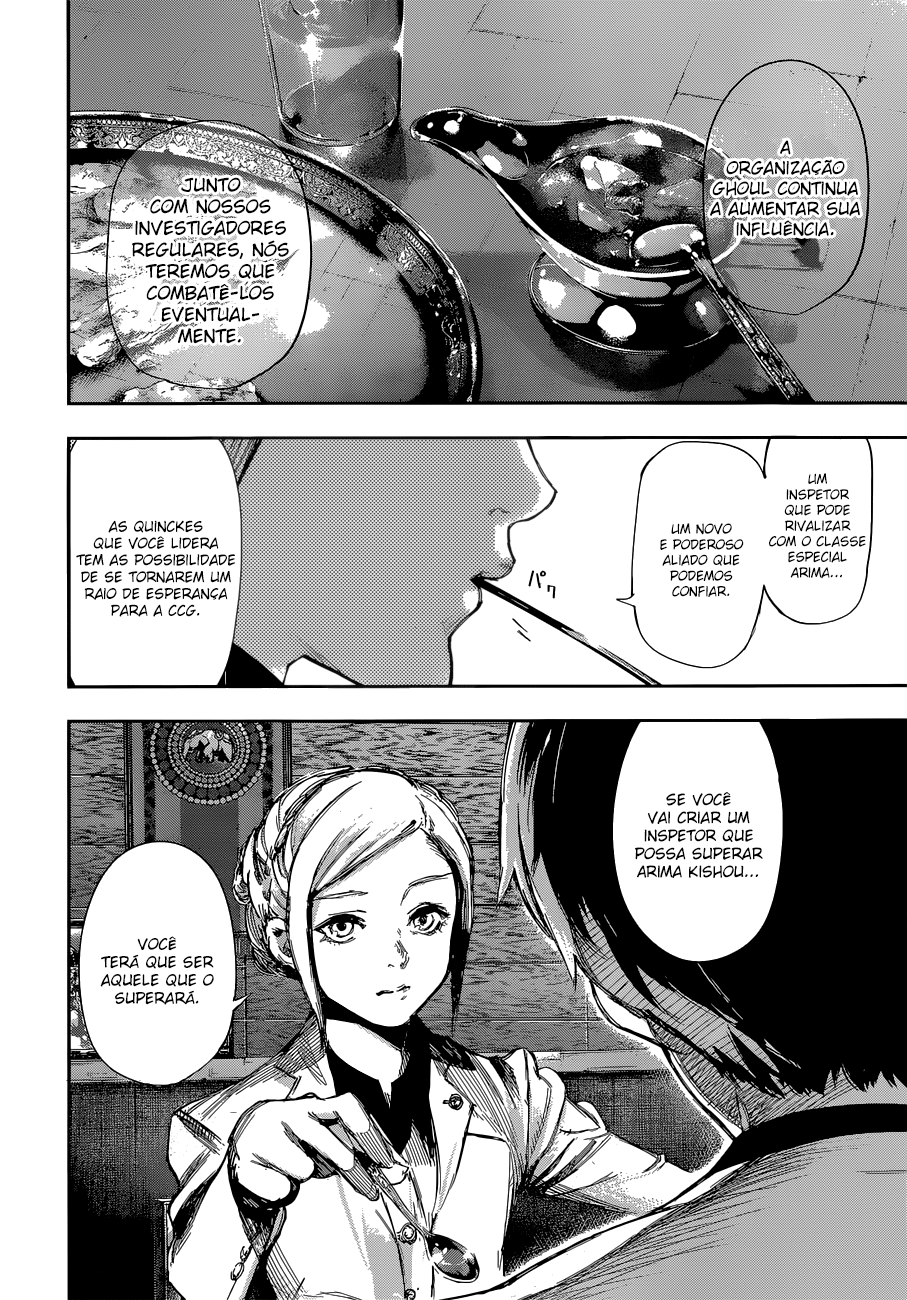 A
ORGANIZAÇÃO
GHOUL CONTINUA
A AUMENTAR SUA
INFLUÊNCIA.
JUNTO
COM NOSSOS
INVESTIGADORES
REGULARES, NÓS
TEREMOS QUE
COMBATÊ-LOS
EVENTUAL-
MENTE.
UM
INSPETOR
QUE PODE
RIVALIZAR
COM O CLASSE
ESPECIAL
ARIMA...
UM NOVO
E PODEROSO
ALIADO QUE
PODEMOS
CONFIAR.
パク
AS QUINCKES
QUE VOCÊ LIDERA
TEM AS POSSIBILIDADE
DE SE TORNAREM UM
RAIO DE ESPERANÇA
PARA A CCG.
SE VOCÊ
VAI CRIAR UM
INSPETOR QUE
POSSA SUPERAR
ARIMA KISHOU...
VOCÊ
TERÁ QUE SER
AQUELE QUE O
SUPERARÁ.